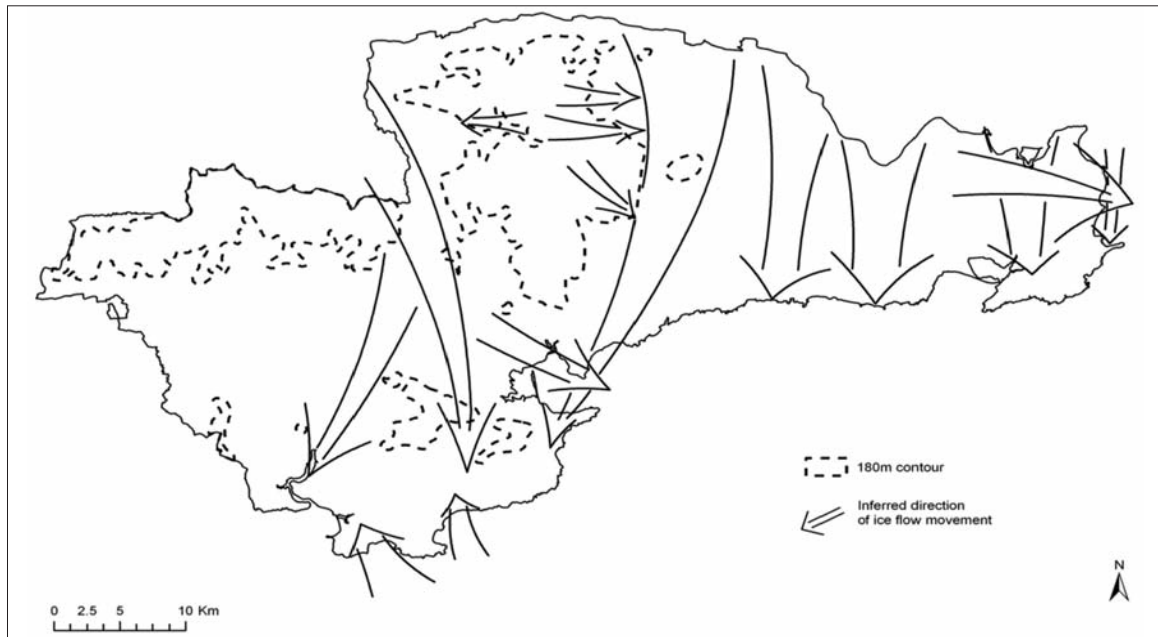 180m contour
Inferred direction
of ice flow movement
N
0 2.5 5 10 Km